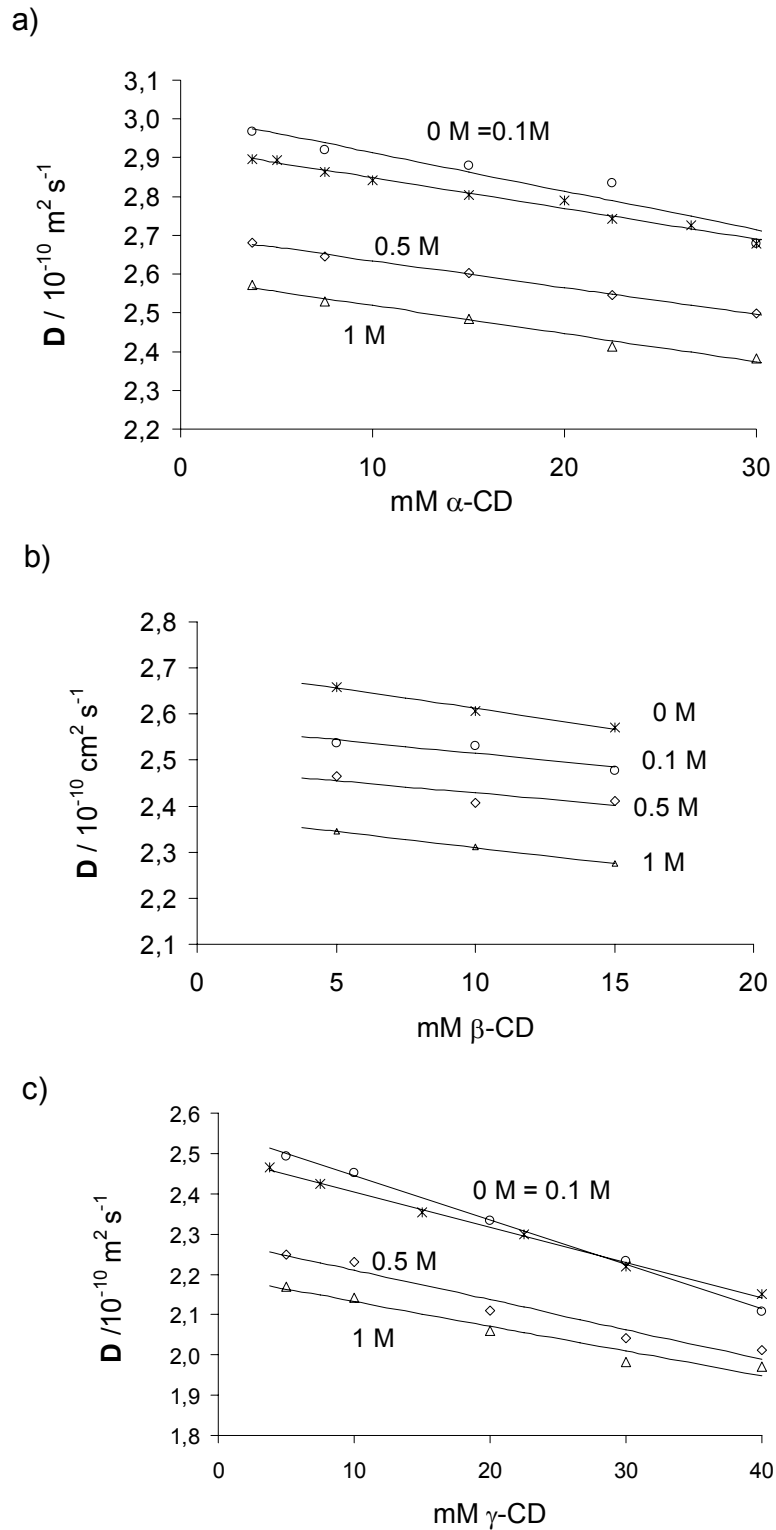 a)
3,1
3,0
2,9
2,8
2,7
2,6
2,5
2,4
2,3
2,2
D / 10⁻¹⁰ m² s⁻¹
0 M =0.1M
0.5 M
1 M
0 10 20 30
mM α-CD
b)
2,8
2,7
2,6
2,5
2,4
2,3
2,2
2,1
D / 10⁻¹⁰ cm² s⁻¹
0 M
0.1 M
0.5 M
1 M
0 5 10 15 20
mM β-CD
c)
2,6
2,5
2,4
2,3
2,2
2,1
2,0
1,9
1,8
D /10⁻¹⁰ m² s⁻¹
0 M = 0.1 M
0.5 M
1 M
0 10 20 30 40
mM γ-CD